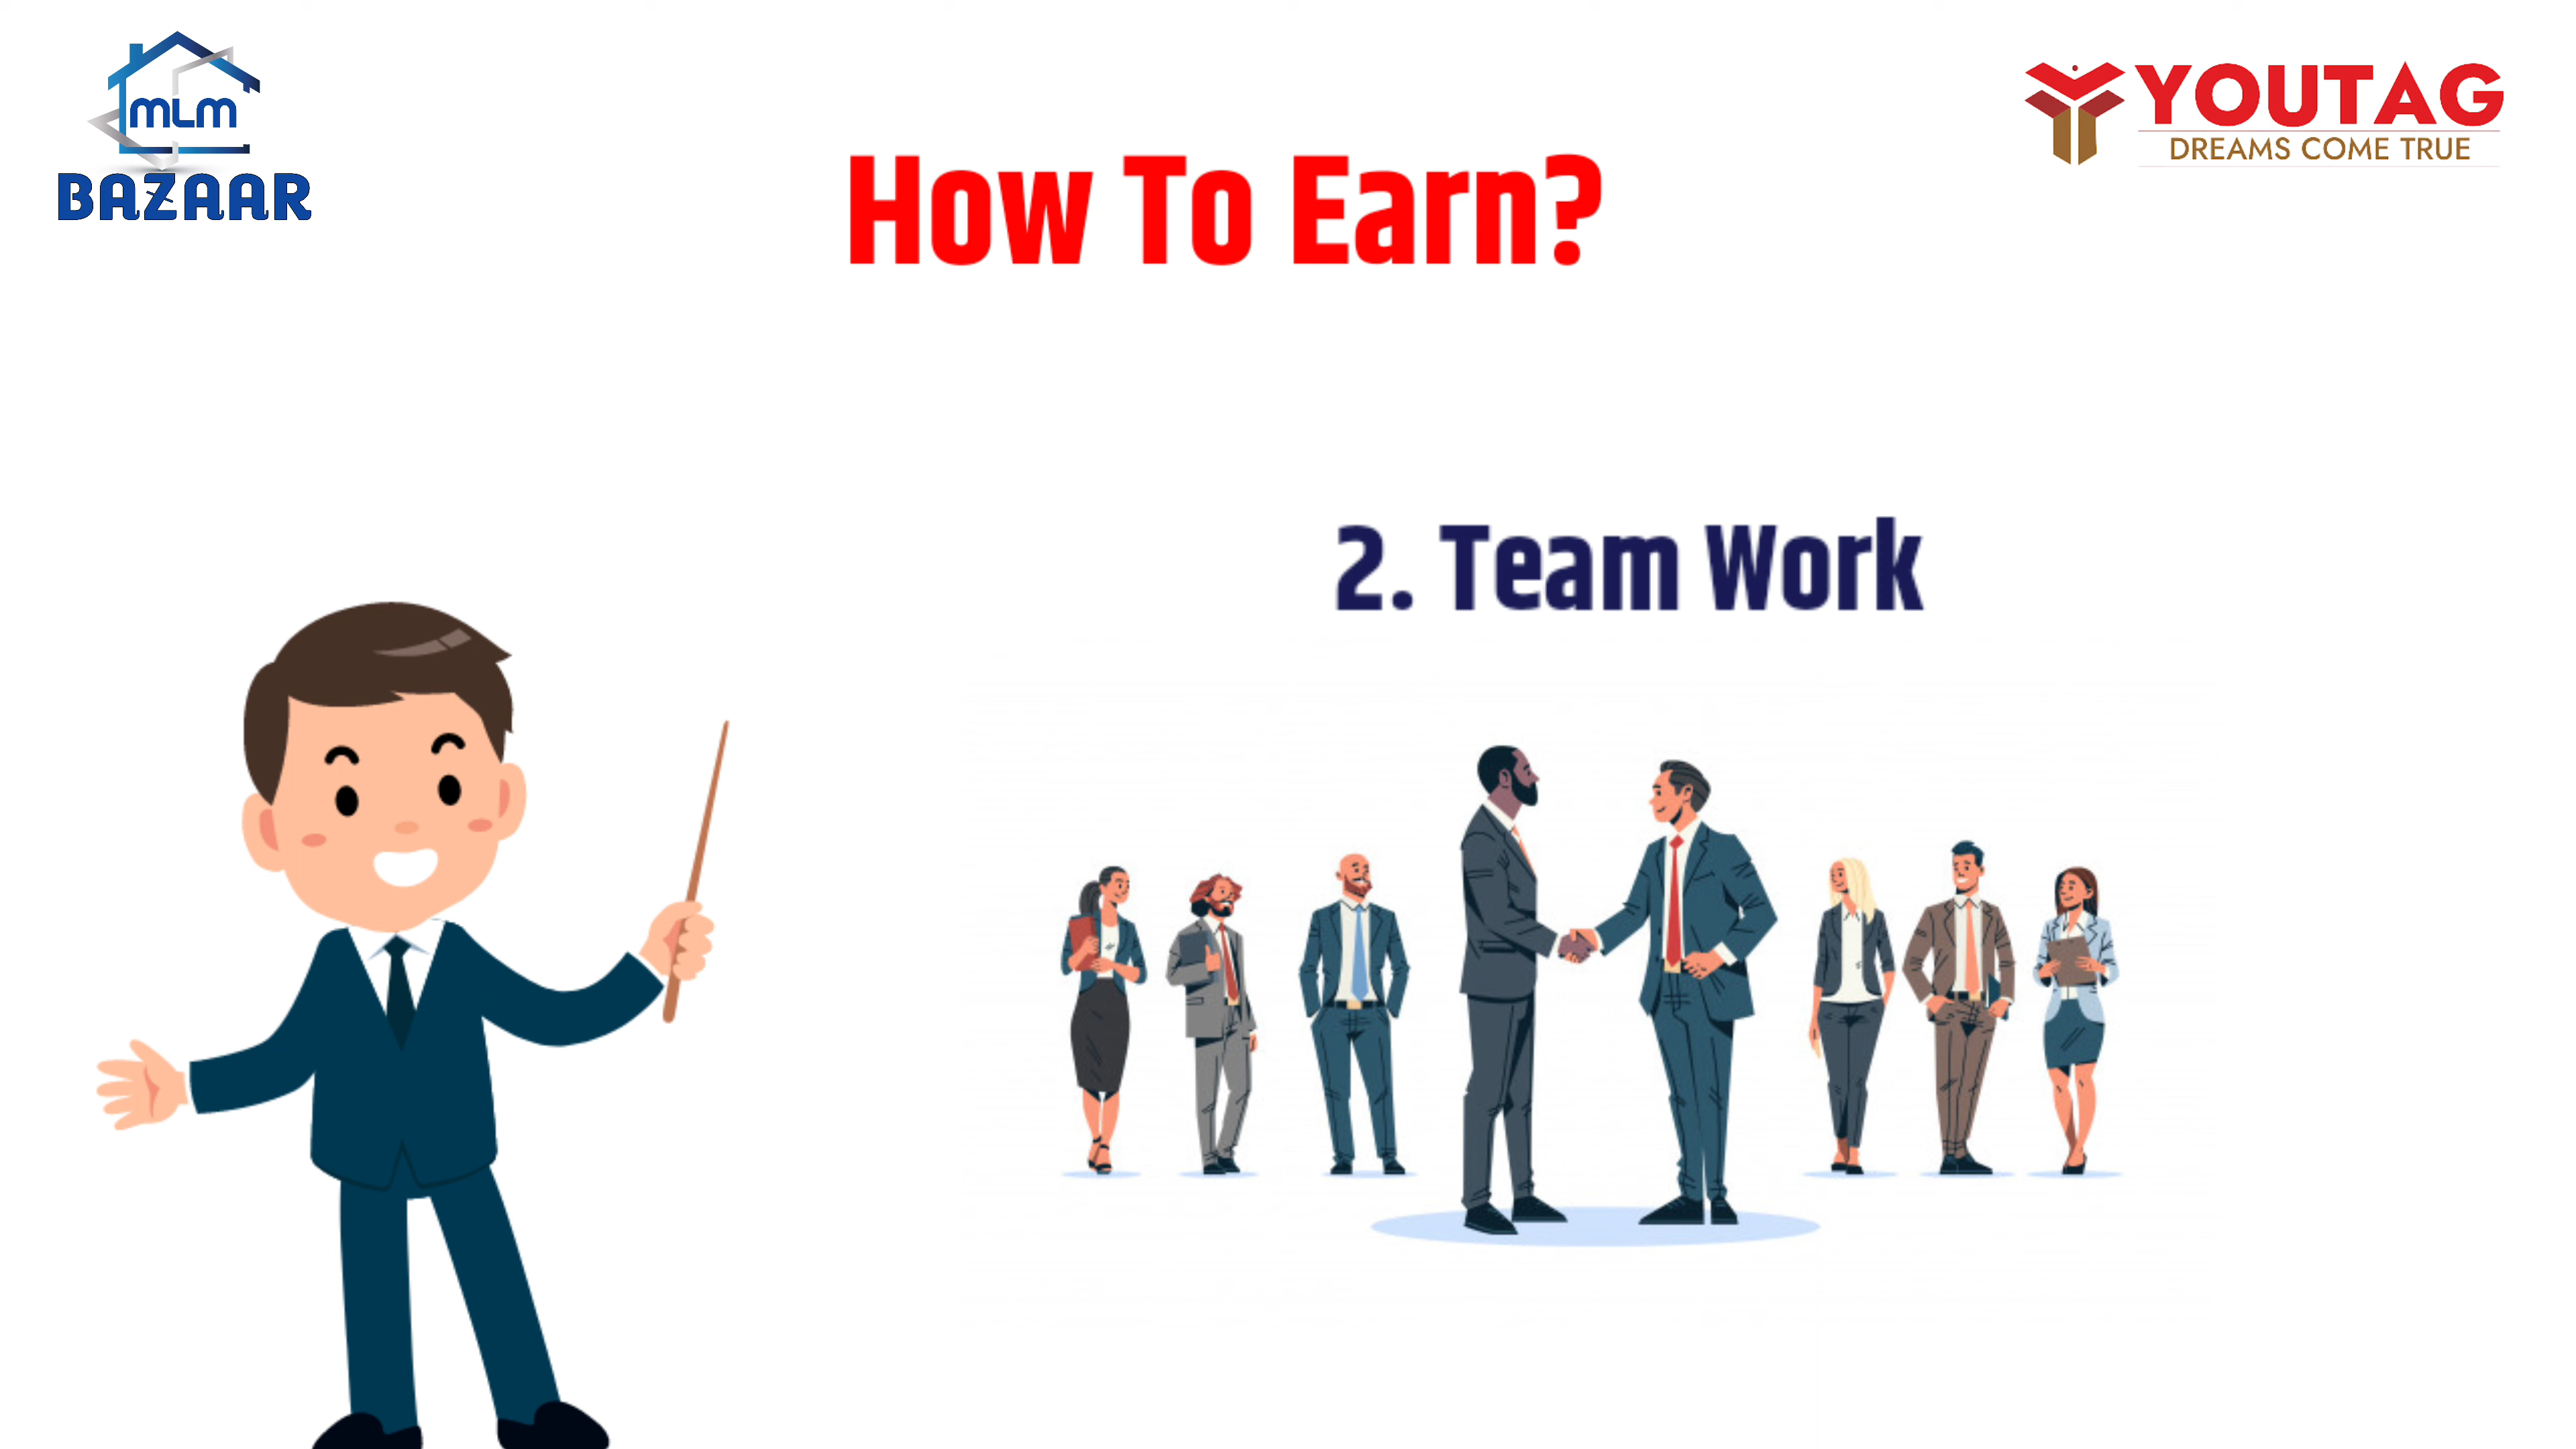 mLm
BAZAAR
YOUTAG
DREAMS COME TRUE
How To Earn?
2. Team Work